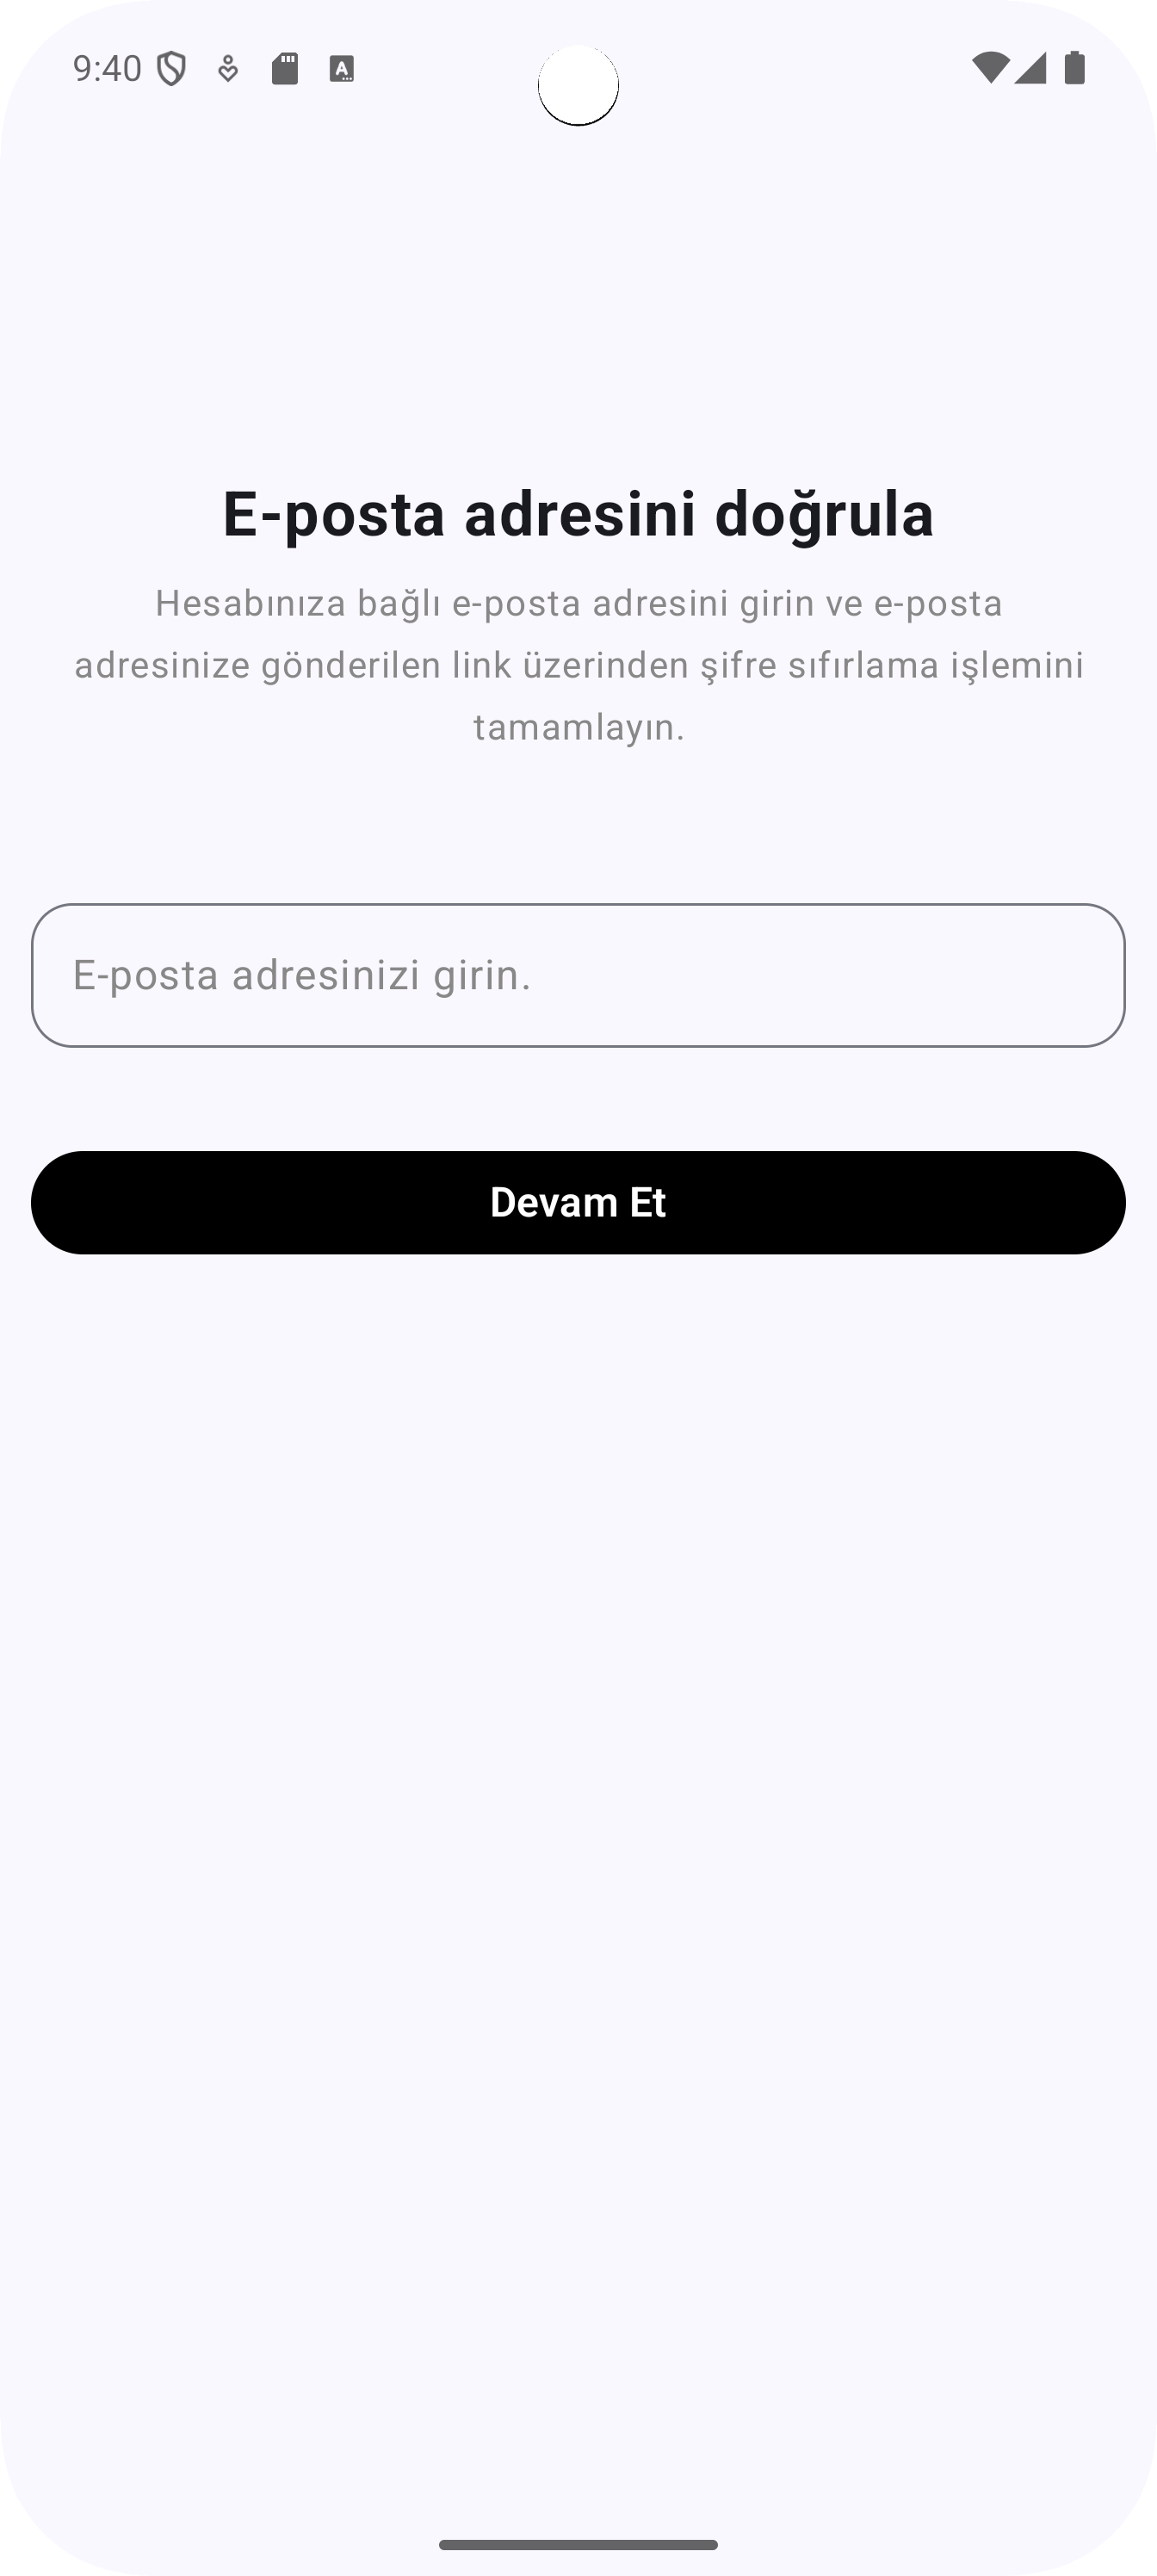 9:40
E-posta adresini doğrula
Hesabınıza bağlı e-posta adresini girin ve e-posta
adresinize gönderilen link üzerinden şifre sıfırlama işlemini
tamamlayın.
E-posta adresinizi girin.
Devam Et